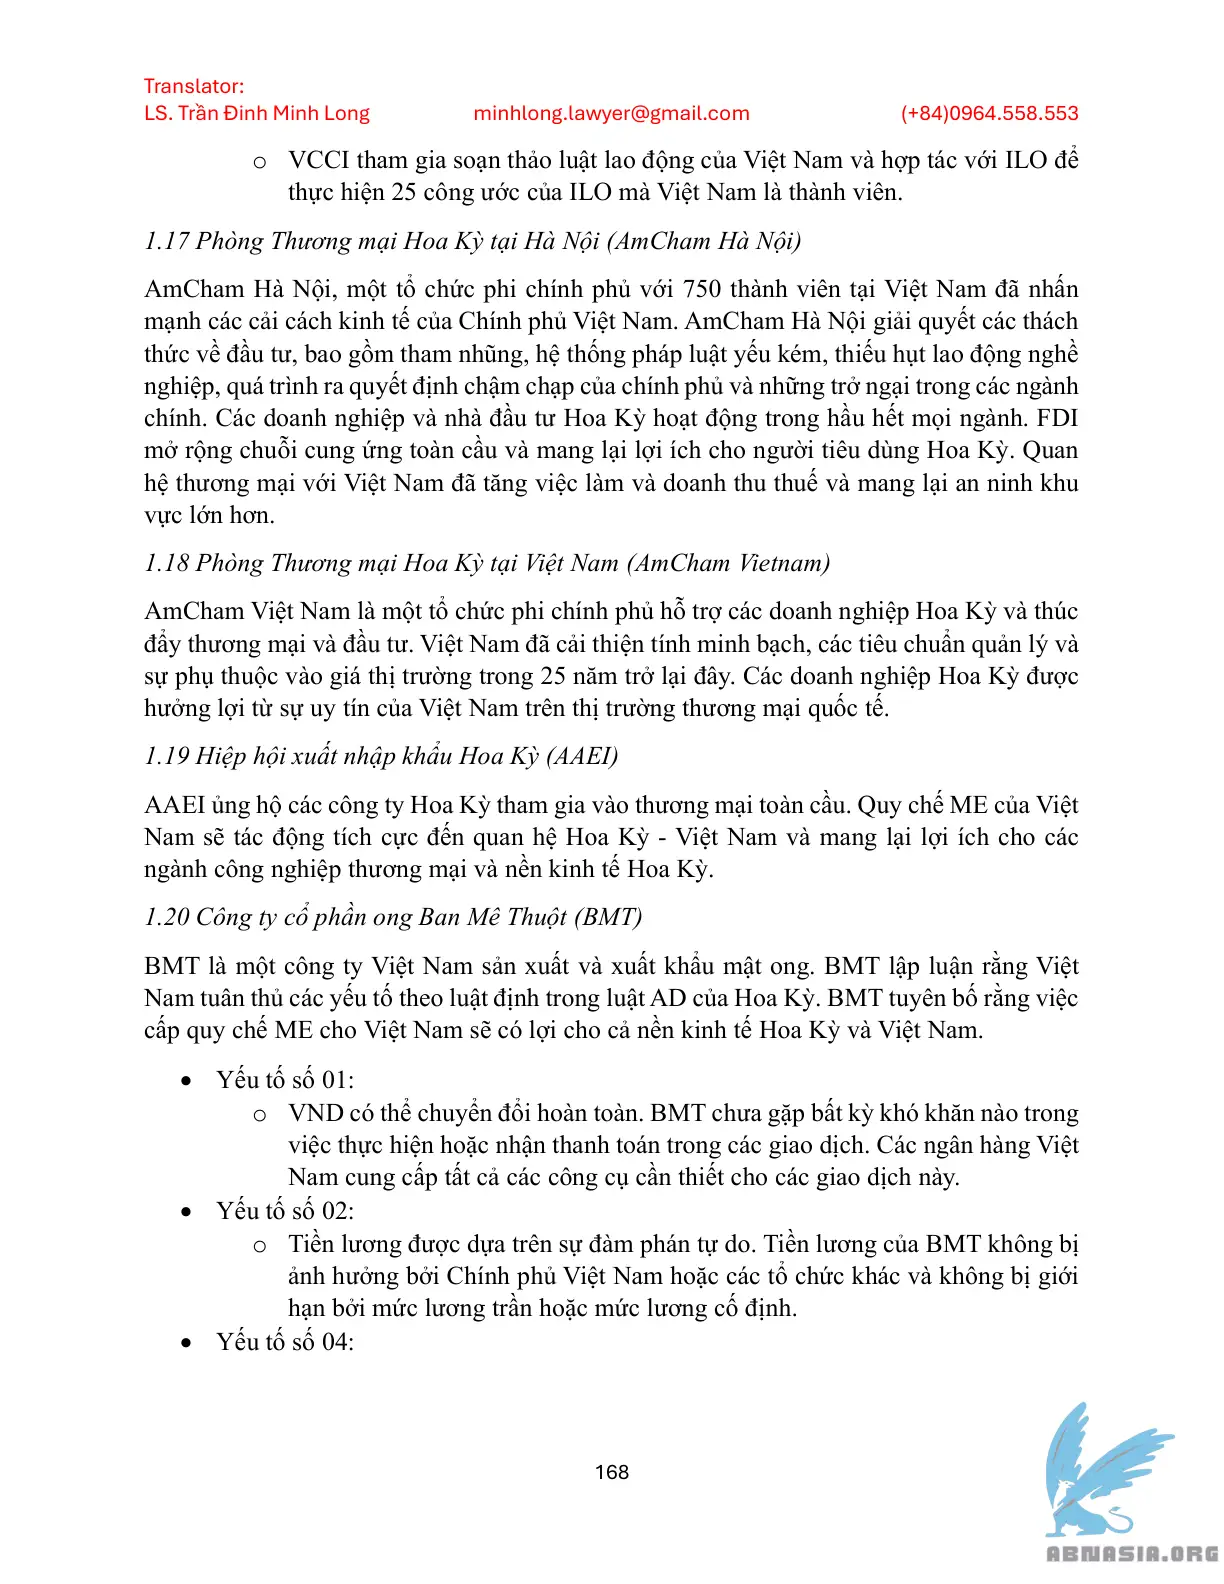 Translator:
LS. Trần Đinh Minh Long minhlong.lawyer@gmail.com (+84)0964.558.553
o VCCI tham gia soạn thảo luật lao động của Việt Nam và hợp tác với ILO để
thực hiện 25 công ước của ILO mà Việt Nam là thành viên.
1.17 Phòng Thương mại Hoa Kỳ tại Hà Nội (AmCham Hà Nội)
AmCham Hà Nội, một tổ chức phi chính phủ với 750 thành viên tại Việt Nam đã nhấn
mạnh các cải cách kinh tế của Chính phủ Việt Nam. AmCham Hà Nội giải quyết các thách
thức về đầu tư, bao gồm tham nhũng, hệ thống pháp luật yếu kém, thiếu hụt lao động nghề
nghiệp, quá trình ra quyết định chậm chạp của chính phủ và những trở ngại trong các ngành
chính. Các doanh nghiệp và nhà đầu tư Hoa Kỳ hoạt động trong hầu hết mọi ngành. FDI
mở rộng chuỗi cung ứng toàn cầu và mang lại lợi ích cho người tiêu dùng Hoa Kỳ. Quan
hệ thương mại với Việt Nam đã tăng việc làm và doanh thu thuế và mang lại an ninh khu
vực lớn hơn.
1.18 Phòng Thương mại Hoa Kỳ tại Việt Nam (AmCham Vietnam)
AmCham Việt Nam là một tổ chức phi chính phủ hỗ trợ các doanh nghiệp Hoa Kỳ và thúc
đẩy thương mại và đầu tư. Việt Nam đã cải thiện tính minh bạch, các tiêu chuẩn quản lý và
sự phụ thuộc vào giá thị trường trong 25 năm trở lại đây. Các doanh nghiệp Hoa Kỳ được
hưởng lợi từ sự uy tín của Việt Nam trên thị trường thương mại quốc tế.
1.19 Hiệp hội xuất nhập khẩu Hoa Kỳ (AAEI)
AAEI ủng hộ các công ty Hoa Kỳ tham gia vào thương mại toàn cầu. Quy chế ME của Việt
Nam sẽ tác động tích cực đến quan hệ Hoa Kỳ - Việt Nam và mang lại lợi ích cho các
ngành công nghiệp thương mại và nền kinh tế Hoa Kỳ.
1.20 Công ty cổ phần ong Ban Mê Thuột (BMT)
BMT là một công ty Việt Nam sản xuất và xuất khẩu mật ong. BMT lập luận rằng Việt
Nam tuân thủ các yếu tố theo luật định trong luật AD của Hoa Kỳ. BMT tuyên bố rằng việc
cấp quy chế ME cho Việt Nam sẽ có lợi cho cả nền kinh tế Hoa Kỳ và Việt Nam.
• Yếu tố số 01:
o VND có thể chuyển đổi hoàn toàn. BMT chưa gặp bất kỳ khó khăn nào trong
việc thực hiện hoặc nhận thanh toán trong các giao dịch. Các ngân hàng Việt
Nam cung cấp tất cả các công cụ cần thiết cho các giao dịch này.
• Yếu tố số 02:
o Tiền lương được dựa trên sự đàm phán tự do. Tiền lương của BMT không bị
ảnh hưởng bởi Chính phủ Việt Nam hoặc các tổ chức khác và không bị giới
hạn bởi mức lương trần hoặc mức lương cố định.
• Yếu tố số 04:
168
ABNASIA.ORG